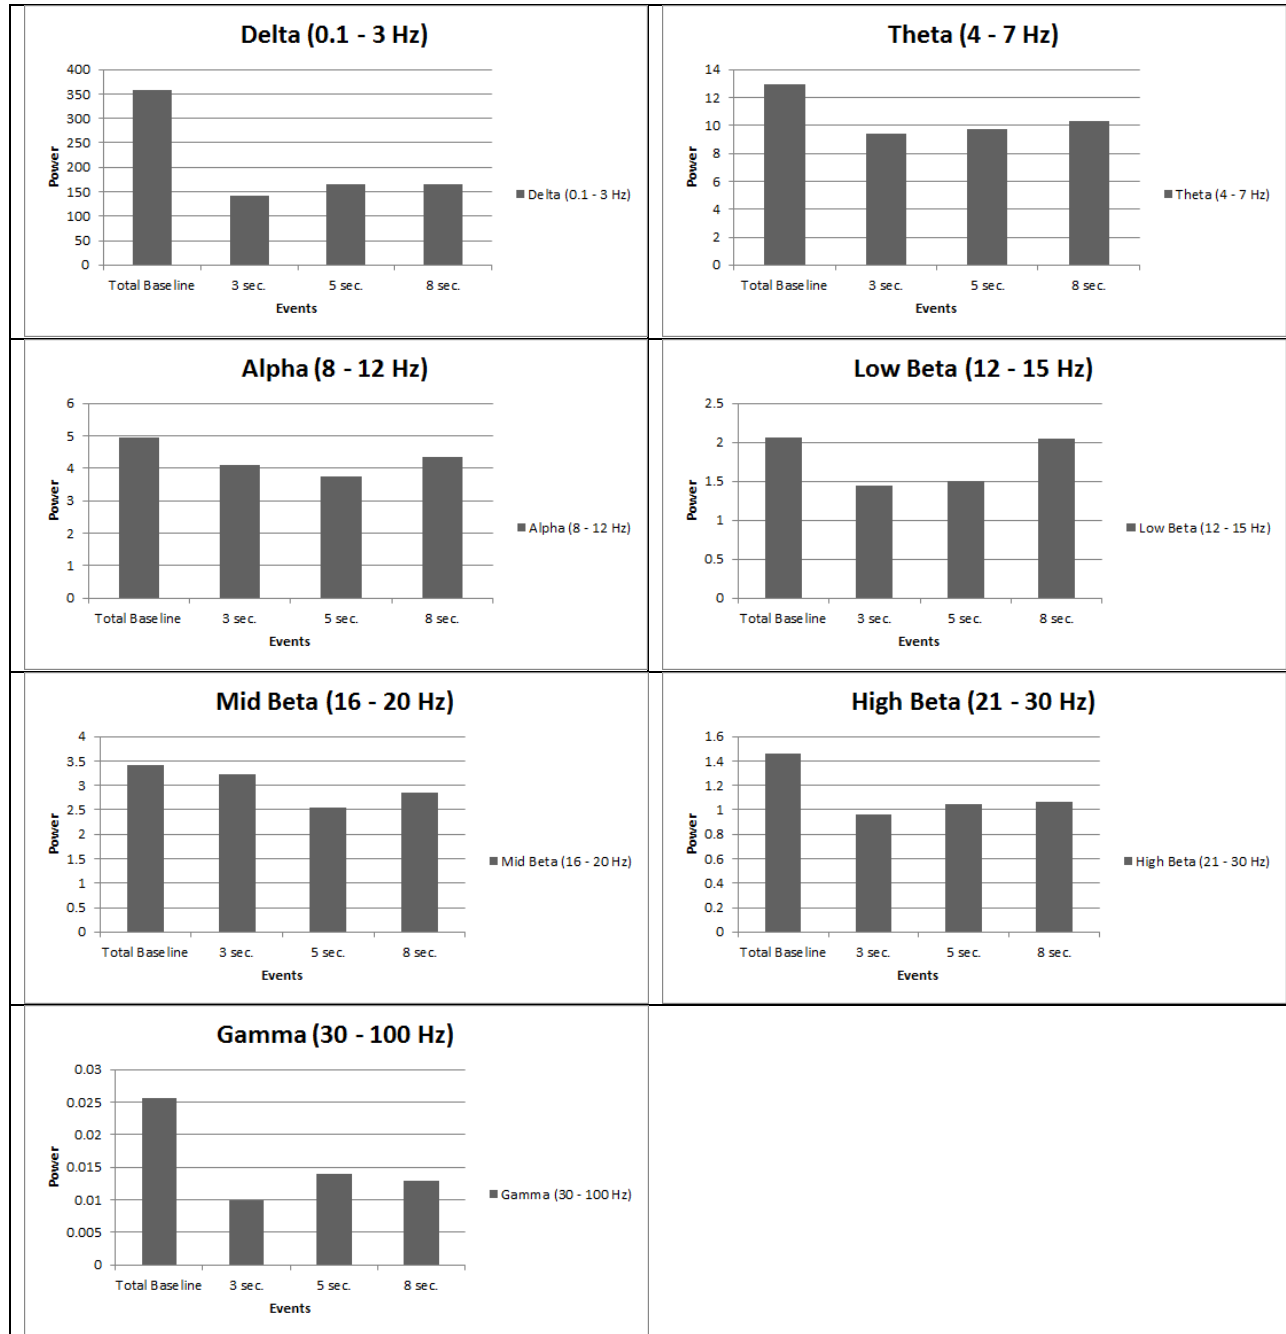 Delta (0.1 - 3 Hz)
400
350
300
250
200
150
100
50
0
Power
Total Baseline 3 sec. 5 sec. 8 sec.
Events
Delta (0.1 - 3 Hz)
Theta (4 - 7 Hz)
14
12
10
8
6
4
2
0
Power
Total Baseline 3 sec. 5 sec. 8 sec.
Events
Theta (4 - 7 Hz)
Alpha (8 - 12 Hz)
6
5
4
3
2
1
0
Power
Total Baseline 3 sec. 5 sec. 8 sec.
Events
Alpha (8 - 12 Hz)
Low Beta (12 - 15 Hz)
2.5
2
1.5
1
0.5
0
Power
Total Baseline 3 sec. 5 sec. 8 sec.
Events
Low Beta (12 - 15 Hz)
Mid Beta (16 - 20 Hz)
4
3.5
3
2.5
2
1.5
1
0.5
0
Power
Total Baseline 3 sec. 5 sec. 8 sec.
Events
Mid Beta (16 - 20 Hz)
High Beta (21 - 30 Hz)
1.6
1.4
1.2
1
0.8
0.6
0.4
0.2
0
Power
Total Baseline 3 sec. 5 sec. 8 sec.
Events
High Beta (21 - 30 Hz)
Gamma (30 - 100 Hz)
0.03
0.025
0.02
0.015
0.01
0.005
0
Power
Total Baseline 3 sec. 5 sec. 8 sec.
Events
Gamma (30 - 100 Hz)